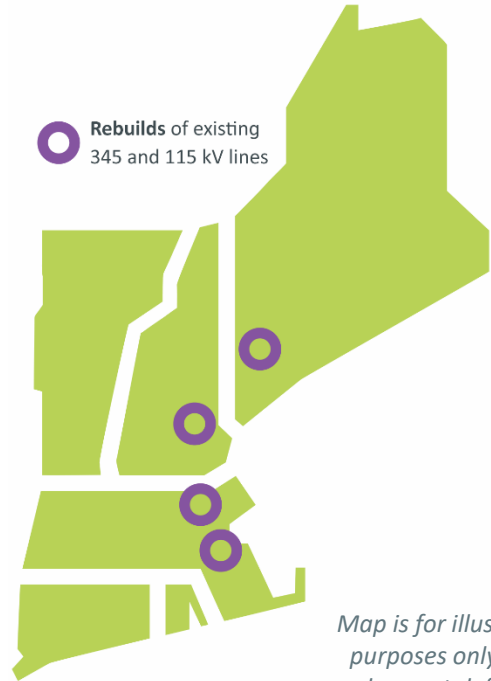 Rebuilds of existing
345 and 115 kV lines
Map is for illus
purposes only